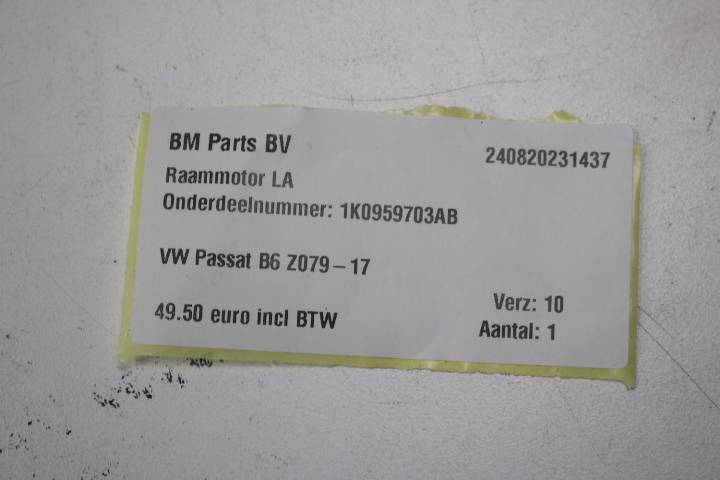 BM Parts BV
240820231437
Raammotor LA
Onderdeelnummer: 1K0959703AB
VW Passat B6 Z079-17
Verz: 10
49.50 euro incl BTW
Aantal: 1